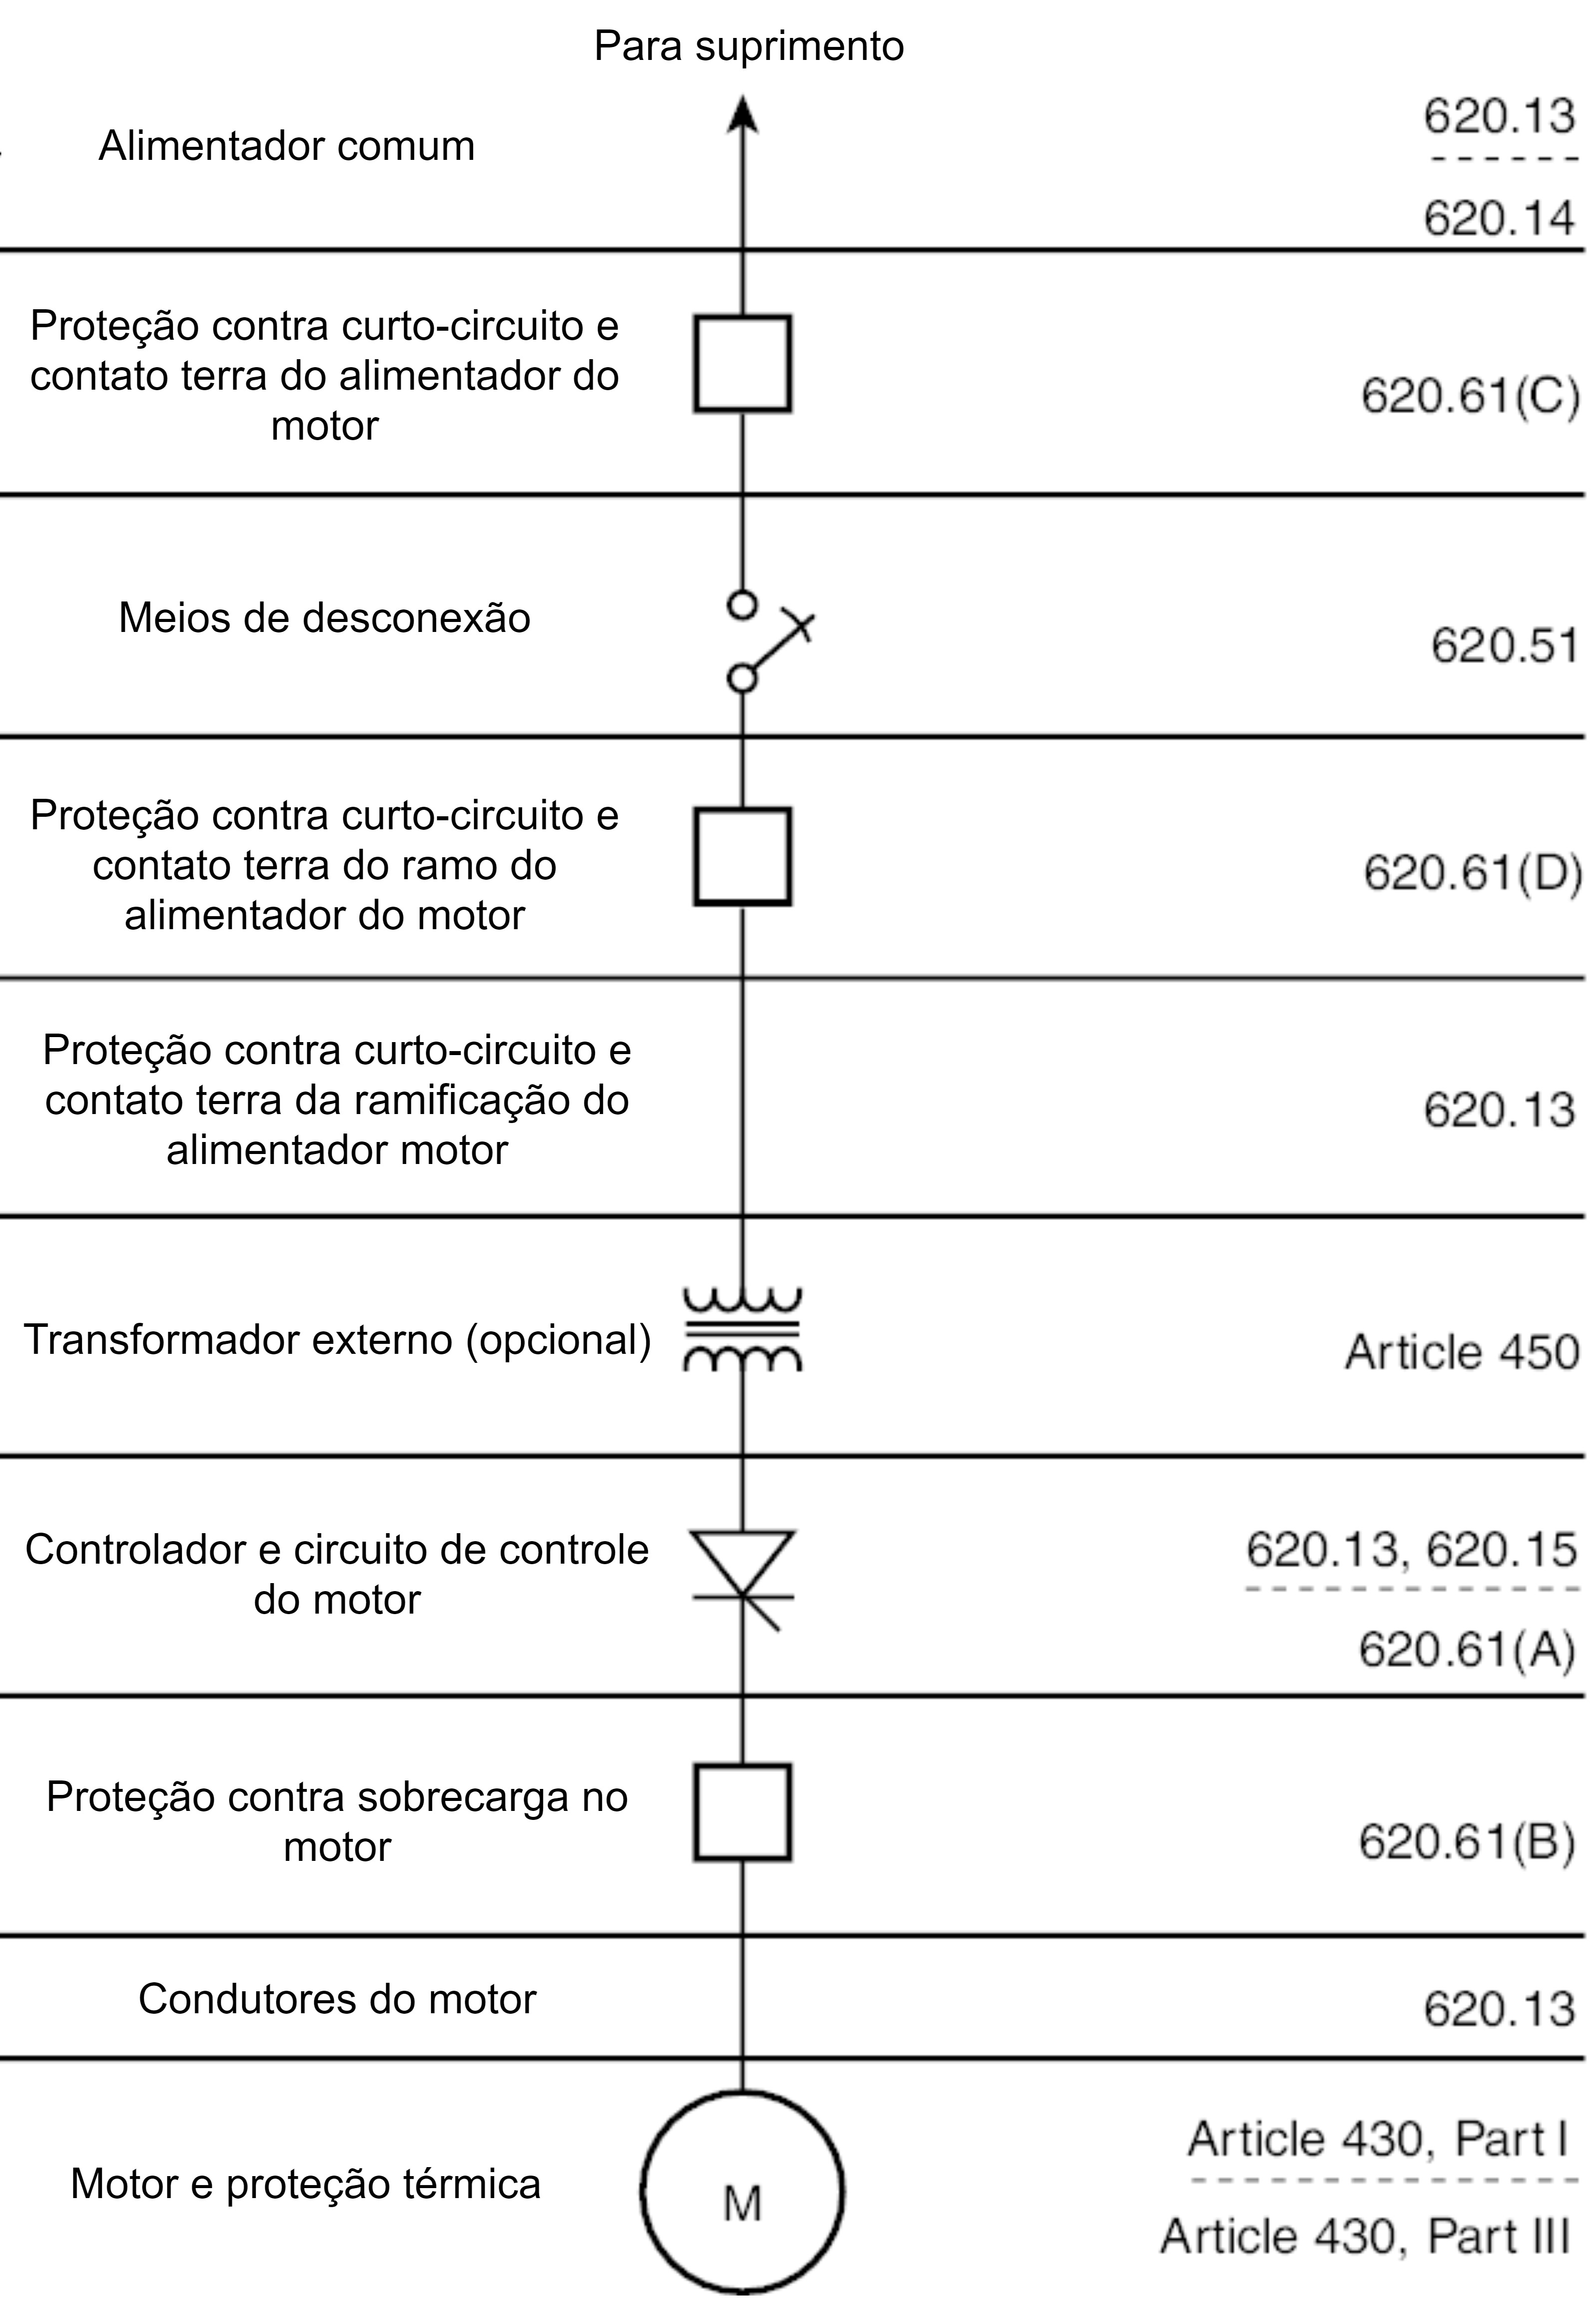 Para suprimento
Alimentador comum
620.13
620.14
Proteção contra curto-circuito e
contato terra do alimentador do
motor
620.61(C)
Meios de desconexão
620.51
Proteção contra curto-circuito e
contato terra do ramo do
alimentador do motor
620.61(D)
Proteção contra curto-circuito e
contato terra da ramificação do
alimentador motor
620.13
Transformador externo (opcional)
Article 450
Controlador e circuito de controle
do motor
620.13, 620.15
620.61(A)
Proteção contra sobrecarga no
motor
620.61(B)
Condutores do motor
620.13
Motor e proteção térmica
M
Article 430, Part I
Article 430, Part III